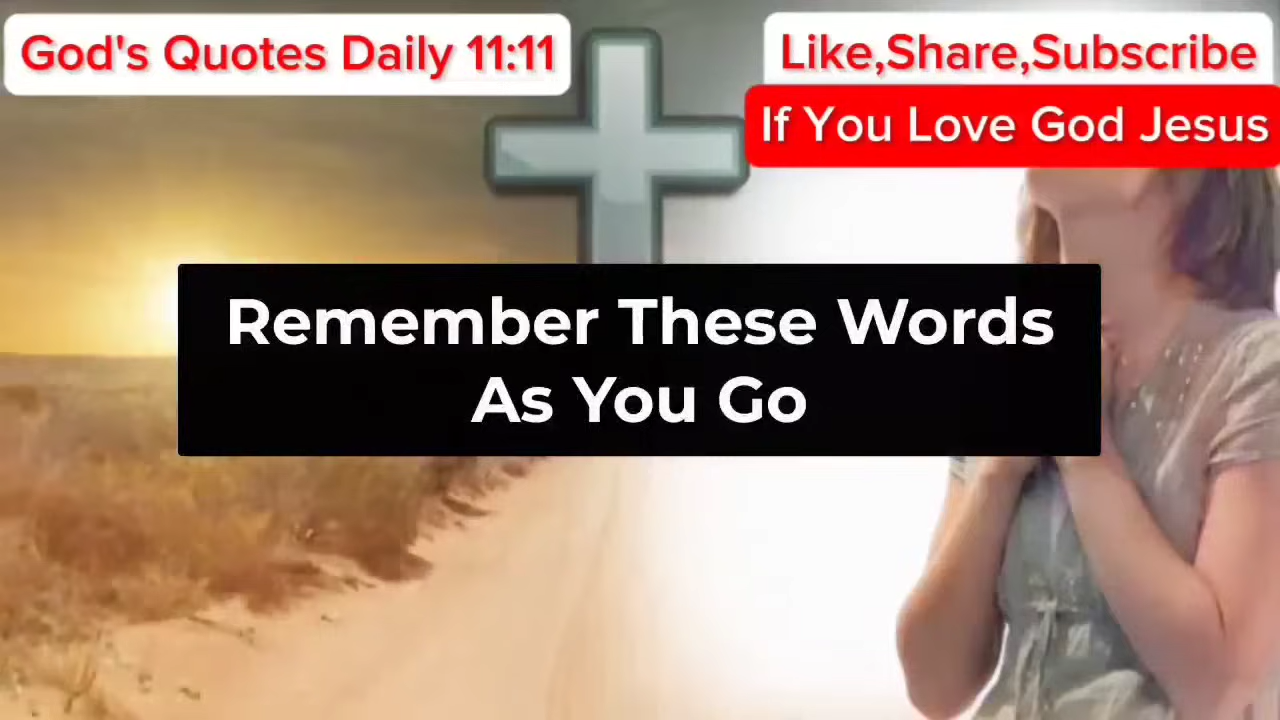 God's Quotes Daily 11:11
Like,Share,Subscribe
If You Love God Jesus
Remember These Words
As You Go